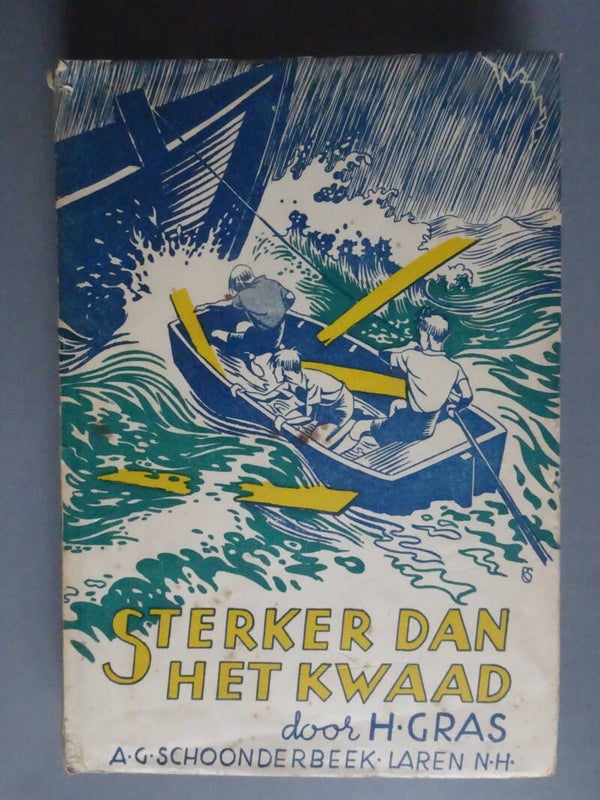 STERKER DAN
HET KWAAD
door H. GRAS
A.G. SCHOONDERBEEK. LAREN N.H.